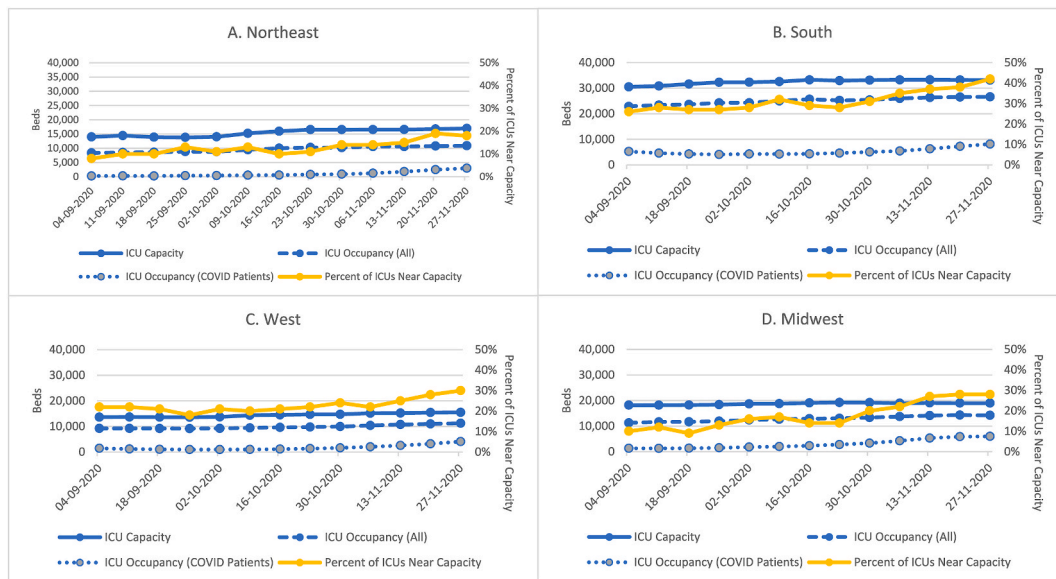 A. Northeast
40,000
35,000
30,000
25,000
20,000
15,000
10,000
5,000
0
Beds
50%
40%
30%
20%
10%
0%
Percent of ICUs Near Capacity
04-09-2020
11-09-2020
18-09-2020
25-09-2020
02-10-2020
09-10-2020
16-10-2020
23-10-2020
30-10-2020
06-11-2020
13-11-2020
20-11-2020
27-11-2020
ICU Capacity
ICU Occupancy (All)
ICU Occupancy (COVID Patients)
Percent of ICUs Near Capacity
B. South
40,000
30,000
20,000
10,000
0
Beds
50%
40%
30%
20%
10%
0%
Percent of ICUs Near Capacity
04-09-2020
18-09-2020
02-10-2020
16-10-2020
30-10-2020
13-11-2020
27-11-2020
ICU Capacity
ICU Occupancy (All)
ICU Occupancy (COVID Patients)
Percent of ICUs Near Capacity
C. West
40,000
30,000
20,000
10,000
0
Beds
50%
40%
30%
20%
10%
0%
Percent of ICUs Near Capacity
04-09-2020
18-09-2020
02-10-2020
16-10-2020
30-10-2020
13-11-2020
27-11-2020
ICU Capacity
ICU Occupancy (All)
ICU Occupancy (COVID Patients)
Percent of ICUs Near Capacity
D. Midwest
40,000
30,000
20,000
10,000
0
Beds
50%
40%
30%
20%
10%
0%
Percent of ICUs Near Capacity
04-09-2020
18-09-2020
02-10-2020
16-10-2020
30-10-2020
13-11-2020
27-11-2020
ICU Capacity
ICU Occupancy (All)
ICU Occupancy (COVID Patients)
Percent of ICUs Near Capacity